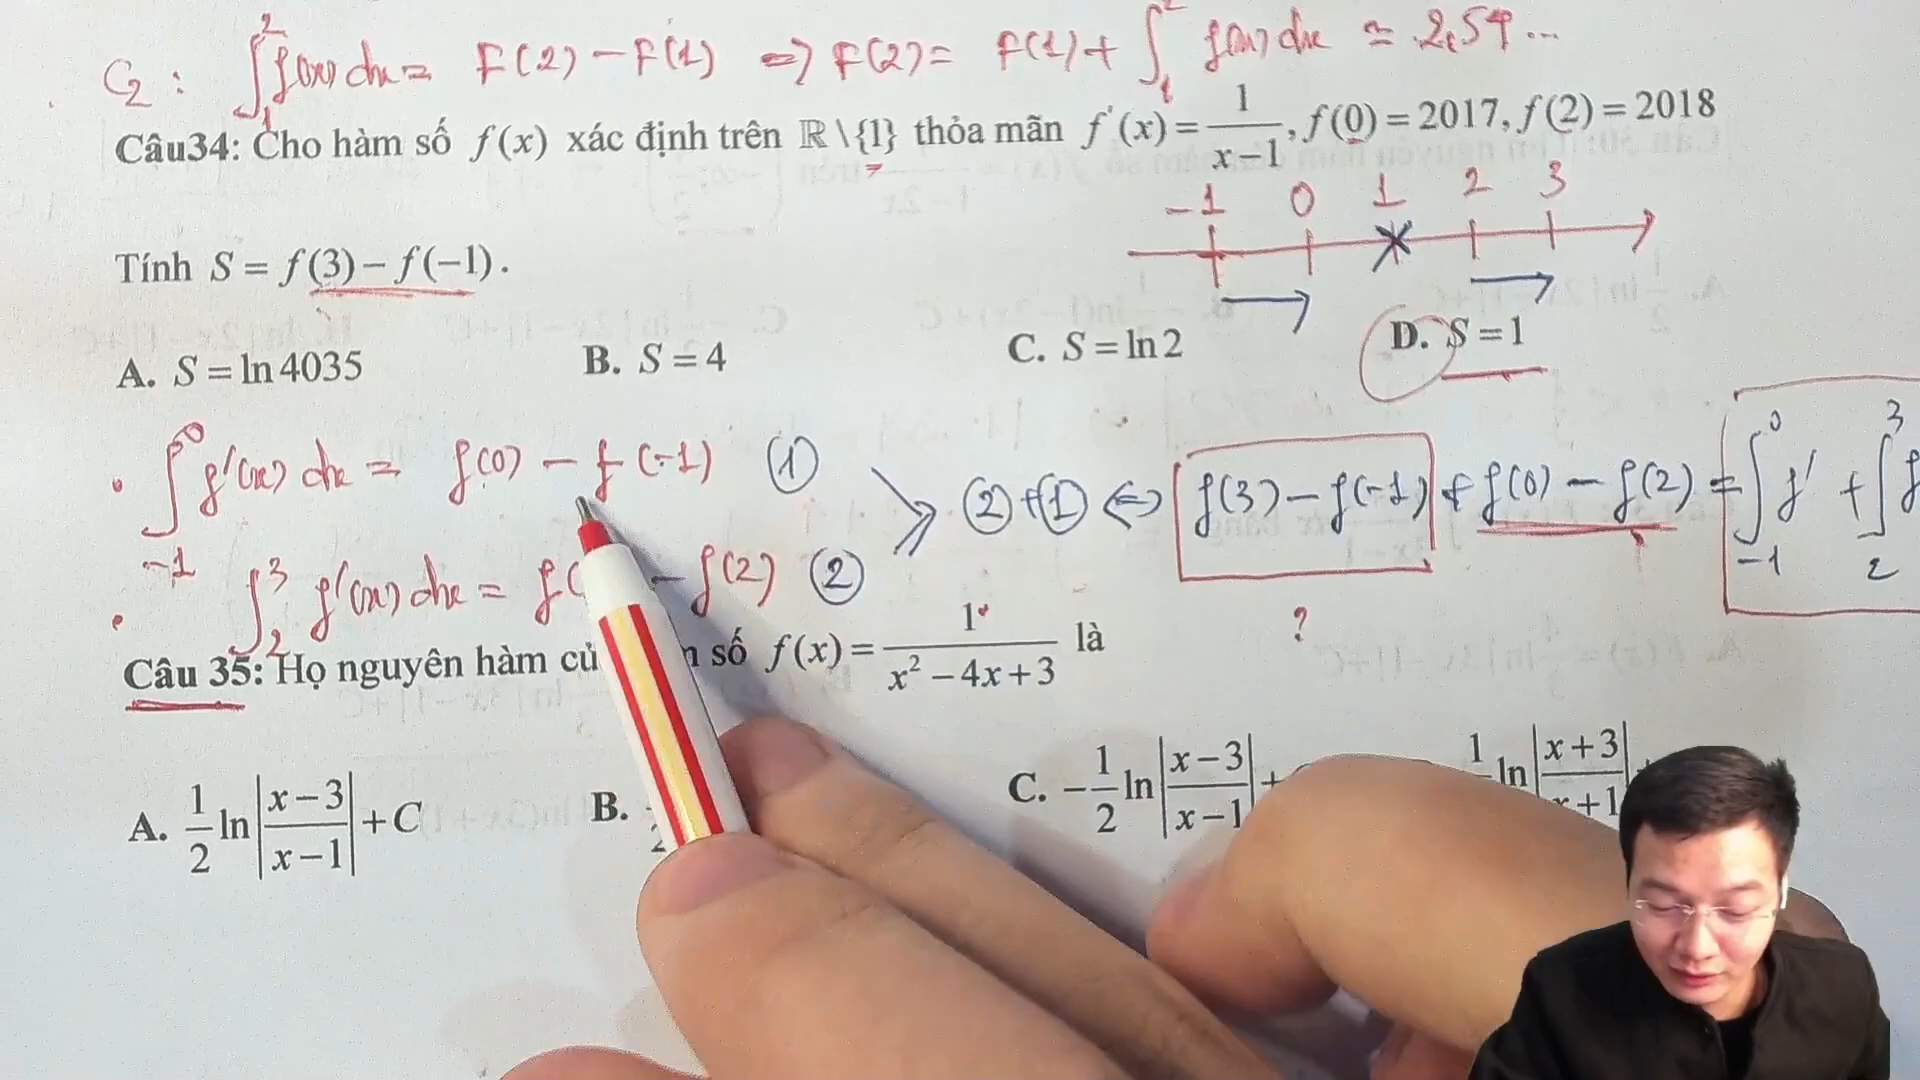 C₂ : ∫₁² f(x) dx = F(2) – F(1) => F(2) = F(1) + ∫₁² f(x) dx ≃ 2,54...
Câu34: Cho hàm số f(x) xác định trên ℝ\{1} thỏa mãn f'(x) = 1/(x−1), f(0) = 2017, f(2) = 2018
-1 0 1 2 3
Tính S = f(3) − f(−1).
A. S = ln 4035 B. S = 4 C. S = ln 2 D. S = 1
• ∫₋₁⁰ f'(x) dx = f(0) – f(-1) ① ②+① <=> f(3) – f(-1) + f(0) – f(2) = ∫₋₁⁰ f' + ∫₂³ f
• ∫₂³ f'(x) dx = f( – f(2) ②
?
Câu 35: Họ nguyên hàm số f(x) = 1/(x² − 4x + 3) là
A. 1/2 ln|(x−3)/(x−1)| + C B. C. −1/2 ln|(x−3)/(x−1)| + 1 ln|(x+3)/(x+1)|